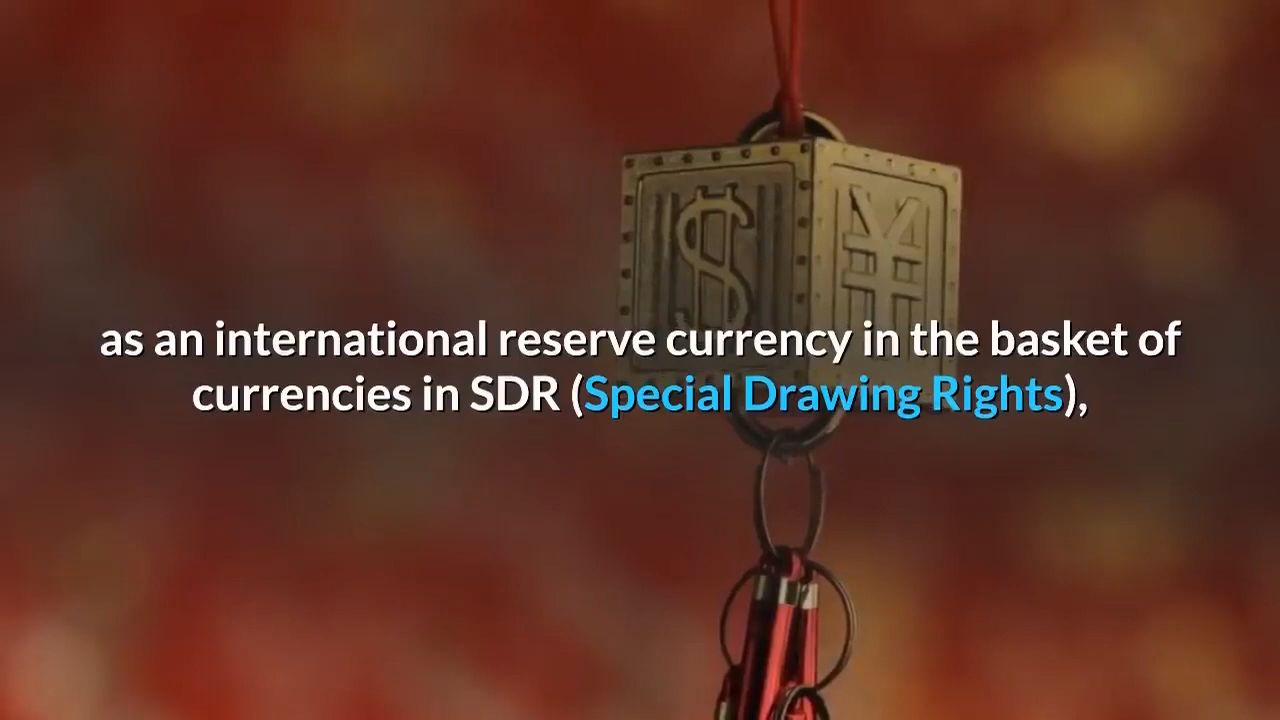 $ ¥
as an international reserve currency in the basket of
currencies in SDR (Special Drawing Rights),